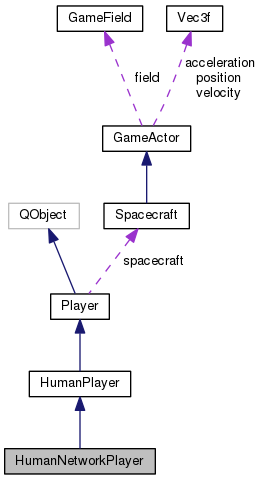 GameField
Vec3f
field
acceleration
position
velocity
GameActor
QObject
Spacecraft
spacecraft
Player
HumanPlayer
HumanNetworkPlayer